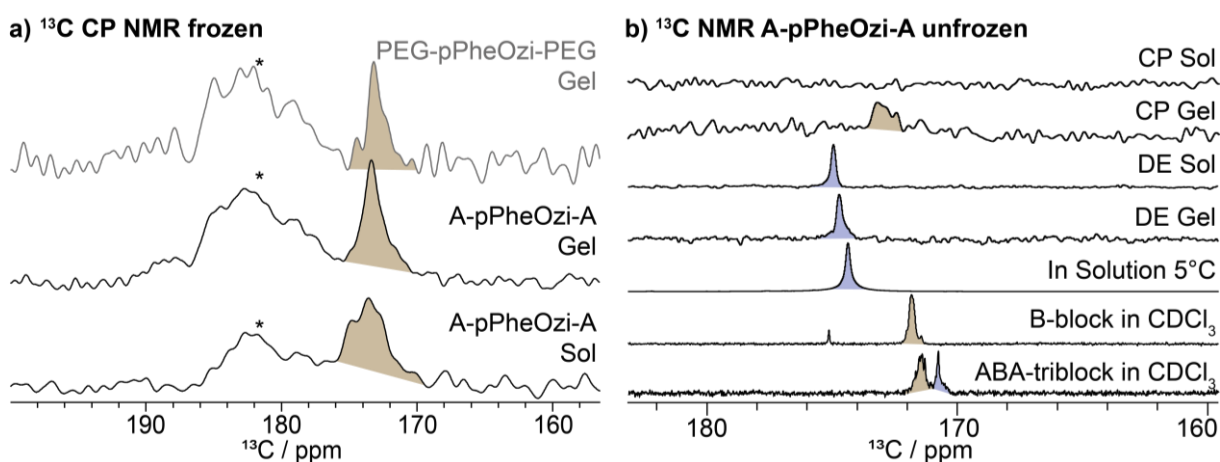 a) ¹³C CP NMR frozen
PEG-pPheOzi-PEG
Gel
*
A-pPheOzi-A
Gel
*
A-pPheOzi-A
Sol
*
190 180 170 160
¹³C / ppm
b) ¹³C NMR A-pPheOzi-A unfrozen
CP Sol
CP Gel
DE Sol
DE Gel
In Solution 5°C
B-block in CDCl₃
ABA-triblock in CDCl₃
180 170 160
¹³C / ppm